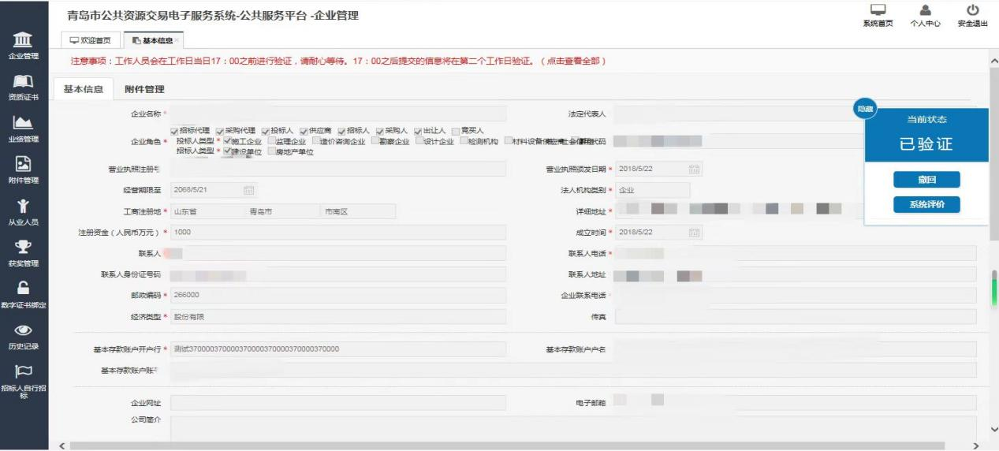 青岛市公共资源交易电子服务系统-公共服务平台 -企业管理
系统首页 个人中心 安全退出
欢迎首页 基本信息
注意事项：工作人员会在工作日当日17：00之前进行验证，请耐心等待。17：00之后提交的信息将在第二个工作日验证。（点击查看全部）
企业管理
资质证书
业绩管理
附件管理
从业人员
获奖管理
数字证书绑定
历史记录
招标人自行招
标
基本信息 附件管理
企业名称 * 法定代表人
招标代理 采购代理 投标人 供应商 招标人 采购人 出让人 竞买人
企业角色 * 投标人类型 * 施工企业 监理企业 造价咨询企业 勘察企业 设计企业 检测机构
招标人类型 * 建设单位 房地产单位
营业执照注册号 营业执照颁发日期 * 2018/5/22
经营期限至 2068/5/21 法人机构类别 * 企业
工商注册地 * 山东省 青岛市 市南区 详细地址 *
注册资金（人民币万元） * 1000 成立时间 * 2018/5/22
联系人 联系人电话 *
联系人身份证号码 联系人地址
邮政编码 * 266000 企业联系电话
经济类型 * 股份有限 传真
基本存款账户开户行 * 测试370000370000370000370000370000370000 基本存款账户户名
基本存款账户账号
企业网址 电子邮箱
公司简介
隐藏
当前状态
已验证
撤回
系统评价